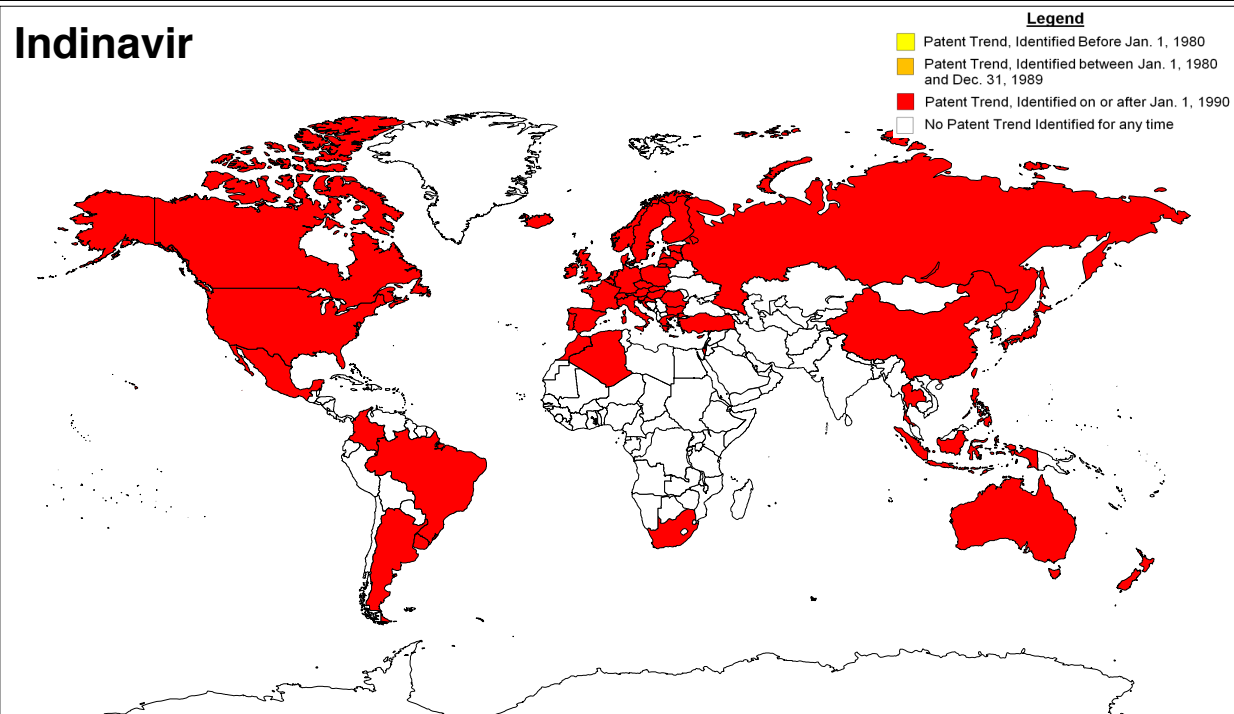 Indinavir
Legend
Patent Trend, Identified Before Jan. 1, 1980
Patent Trend, Identified between Jan. 1, 1980
and Dec. 31, 1989
Patent Trend, Identified on or after Jan. 1, 1990
No Patent Trend Identified for any time